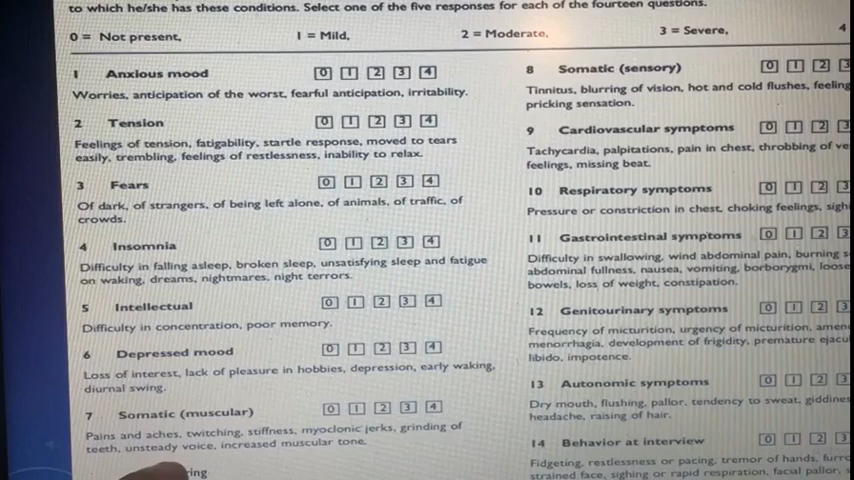 to which he/she has these conditions. Select one of the five responses for each of the fourteen questions.
0 = Not present, 1 = Mild, 2 = Moderate, 3 = Severe, 4
1 Anxious mood 0 1 2 3 4
Worries, anticipation of the worst, fearful anticipation, irritability.
2 Tension 0 1 2 3 4
Feelings of tension, fatigability, startle response, moved to tears
easily, trembling, feelings of restlessness, inability to relax.
3 Fears 0 1 2 3 4
Of dark, of strangers, of being left alone, of animals, of traffic, of
crowds.
4 Insomnia 0 1 2 3 4
Difficulty in falling asleep, broken sleep, unsatisfying sleep and fatigue
on waking, dreams, nightmares, night terrors.
5 Intellectual 0 1 2 3 4
Difficulty in concentration, poor memory.
6 Depressed mood 0 1 2 3 4
Loss of interest, lack of pleasure in hobbies, depression, early waking,
diurnal swing.
7 Somatic (muscular) 0 1 2 3 4
Pains and aches, twitching, stiffness, myoclonic jerks, grinding of
teeth, unsteady voice, increased muscular tone.
ring
8 Somatic (sensory) 0 1 2 3
Tinnitus, blurring of vision, hot and cold flushes, feeling
pricking sensation.
9 Cardiovascular symptoms 0 1 2 3
Tachycardia, palpitations, pain in chest, throbbing of ve
feelings, missing beat.
10 Respiratory symptoms 0 1 2 3
Pressure or constriction in chest, choking feelings, sigh
11 Gastrointestinal symptoms 0 1 2 3
Difficulty in swallowing, wind abdominal pain, burning s
abdominal fullness, nausea, vomiting, borborygmi, loose
bowels, loss of weight, constipation.
12 Genitourinary symptoms 0 1 2 3
Frequency of micturition, urgency of micturition, amen
menorrhagia, development of frigidity, premature ejacu
libido, impotence.
13 Autonomic symptoms 0 1 2 3
Dry mouth, flushing, pallor, tendency to sweat, giddines
headache, raising of hair.
14 Behavior at interview 0 1 2 3
Fidgeting, restlessness or pacing, tremor of hands, furro
strained face, sighing or rapid respiration, facial pallor, s